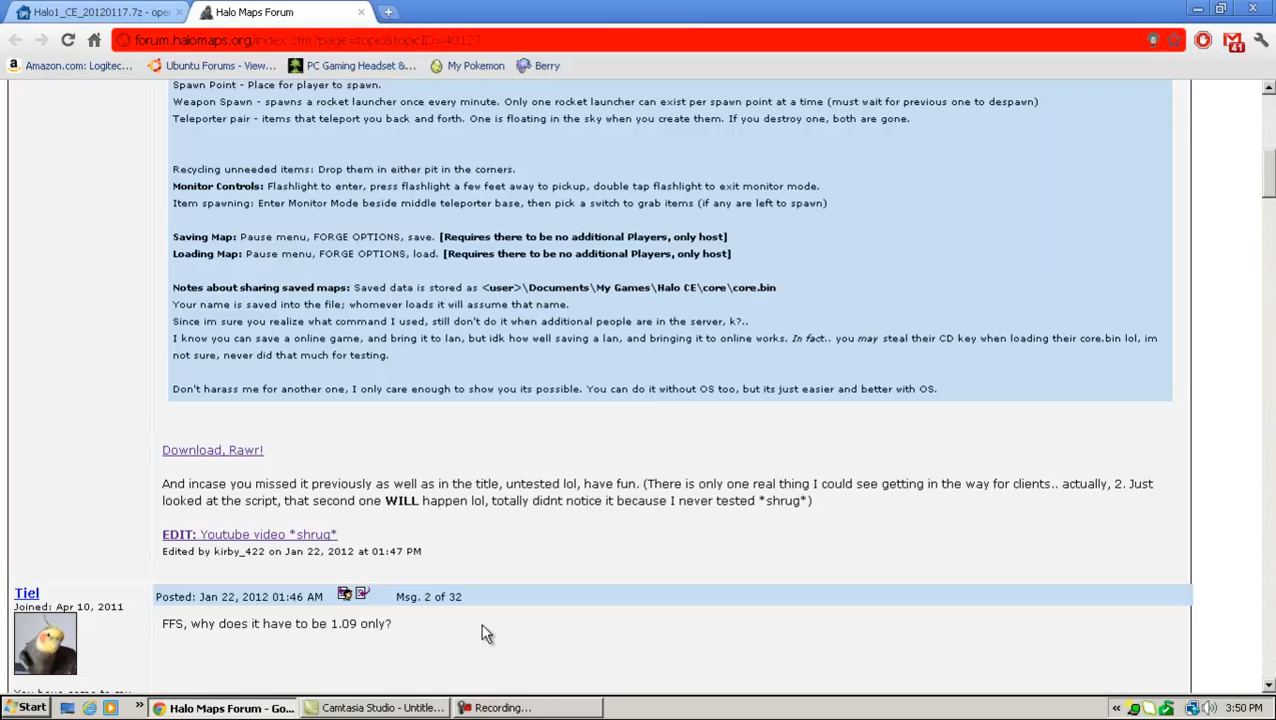 Halo1_CE_20120117.7z - open
Halo Maps Forum
forum.halomaps.org/index.cfm?page=topic&topicID=40127
41
Amazon.com: Logitec...
Ubuntu Forums - View...
PC Gaming Headset &...
My Pokemon
Berry
Spawn Point - Place for player to spawn.
Weapon Spawn - spawns a rocket launcher once every minute. Only one rocket launcher can exist per spawn point at a time (must wait for previous one to despawn)
Teleporter pair - items that teleport you back and forth. One is floating in the sky when you create them. If you destroy one, both are gone.
Recycling unneeded items: Drop them in either pit in the corners.
Monitor Controls: Flashlight to enter, press flashlight a few feet away to pickup, double tap flashlight to exit monitor mode.
Item spawning: Enter Monitor Mode beside middle teleporter base, then pick a switch to grab items (if any are left to spawn)
Saving Map: Pause menu, FORGE OPTIONS, save. [Requires there to be no additional Players, only host]
Loading Map: Pause menu, FORGE OPTIONS, load. [Requires there to be no additional Players, only host]
Notes about sharing saved maps: Saved data is stored as <user>\Documents\My Games\Halo CE\core\core.bin
Your name is saved into the file; whomever loads it will assume that name.
Since im sure you realize what command I used, still don't do it when additional people are in the server, k?..
I know you can save a online game, and bring it to lan, but idk how well saving a lan, and bringing it to online works. In fact.. you may steal their CD key when loading their core.bin lol, im
not sure, never did that much for testing.
Don't harass me for another one, I only care enough to show you its possible. You can do it without OS too, but its just easier and better with OS.
Download, Rawr!
And incase you missed it previously as well as in the title, untested lol, have fun. (There is only one real thing I could see getting in the way for clients.. actually, 2. Just
looked at the script, that second one WILL happen lol, totally didnt notice it because I never tested *shrug*)
EDIT: Youtube video *shrug*
Edited by kirby_422 on Jan 22, 2012 at 01:47 PM
Tiel
Joined: Apr 10, 2011
Posted: Jan 22, 2012 01:46 AM
Msg. 2 of 32
FFS, why does it have to be 1.09 only?
Start
Halo Maps Forum - Go...
Camtasia Studio - Untitle...
Recording...
3:50 PM